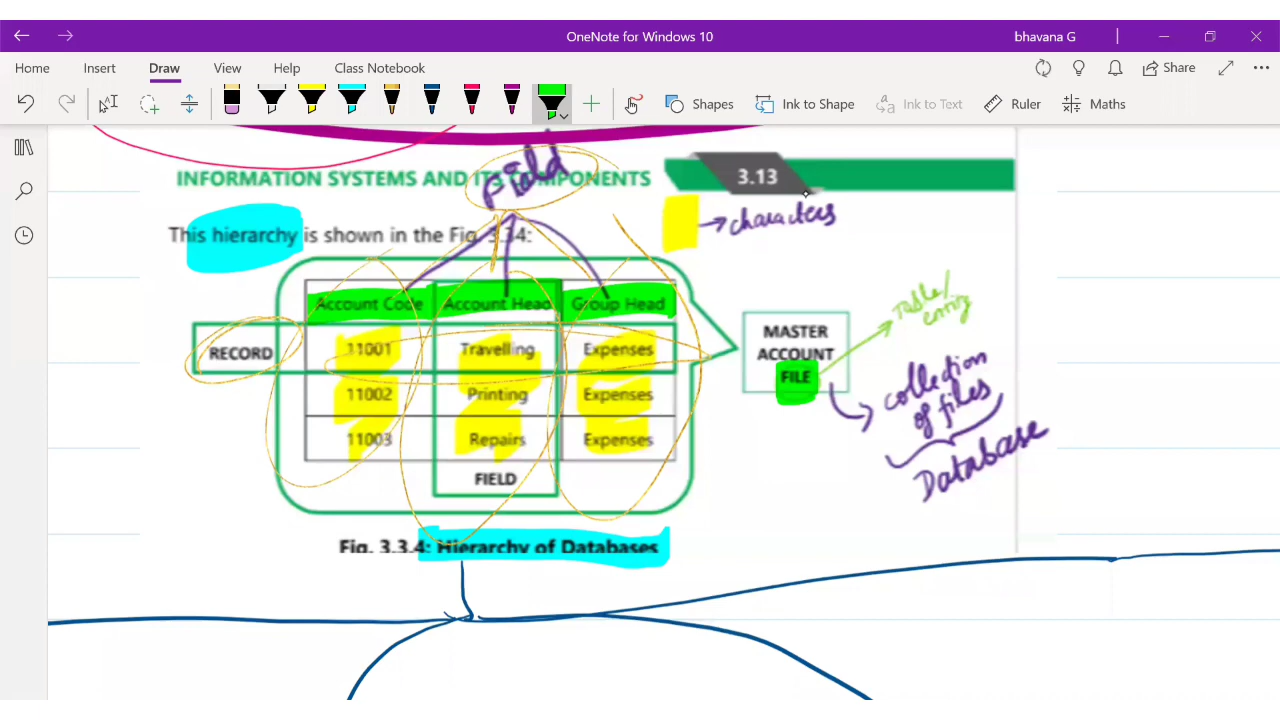 OneNote for Windows 10
bhavana G
Home Insert Draw View Help Class Notebook
Share
Shapes Ink to Shape Ink to Text Ruler Maths
INFORMATION SYSTEMS AND ITS COMPONENTS 3.13
Field
This hierarchy is shown in the Fig. 3.3.4:
→ characters
Account Code Account Head Group Head
RECORD 11001 Travelling Expenses
11002 Printing Expenses
11003 Repairs Expenses
FIELD
MASTER
ACCOUNT
FILE
Table/
entity
collection
of files
Database
Fig. 3.3.4: Hierarchy of Databases